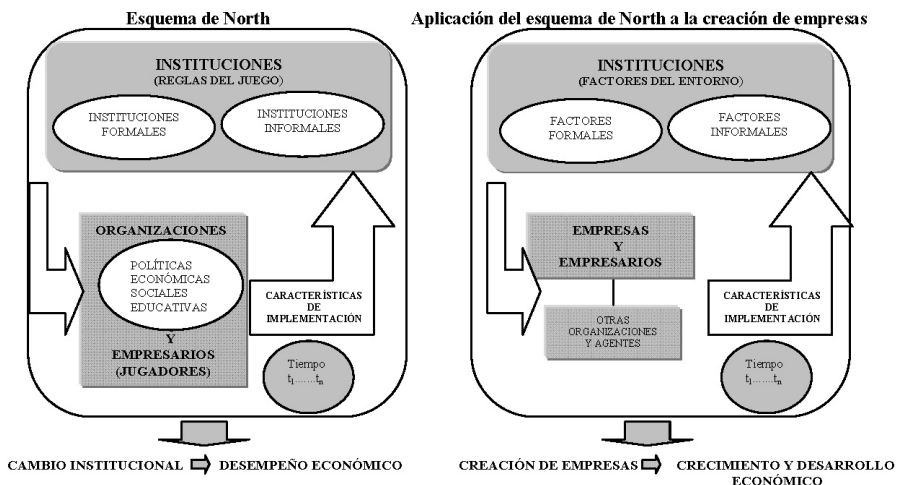 Esquema de North
INSTITUCIONES
(REGLAS DEL JUEGO)
INSTITUCIONES
FORMALES
INSTITUCIONES
INFORMALES
ORGANIZACIONES
POLÍTICAS
ECONÓMICAS
SOCIALES
EDUCATIVAS
Y
EMPRESARIOS
(JUGADORES)
CARACTERÍSTICAS
DE
IMPLEMENTACIÓN
Tiempo
t1.......tn
CAMBIO INSTITUCIONAL DESEMPEÑO ECONÓMICO
Aplicación del esquema de North a la creación de empresas
INSTITUCIONES
(FACTORES DEL ENTORNO)
FACTORES
FORMALES
FACTORES
INFORMALES
EMPRESAS
Y
EMPRESARIOS
OTRAS
ORGANIZACIONES
Y AGENTES
CARACTERÍSTICAS
DE
IMPLEMENTACIÓN
Tiempo
t1.......tn
CREACIÓN DE EMPRESAS CRECIMIENTO Y DESARROLLO
ECONÓMICO